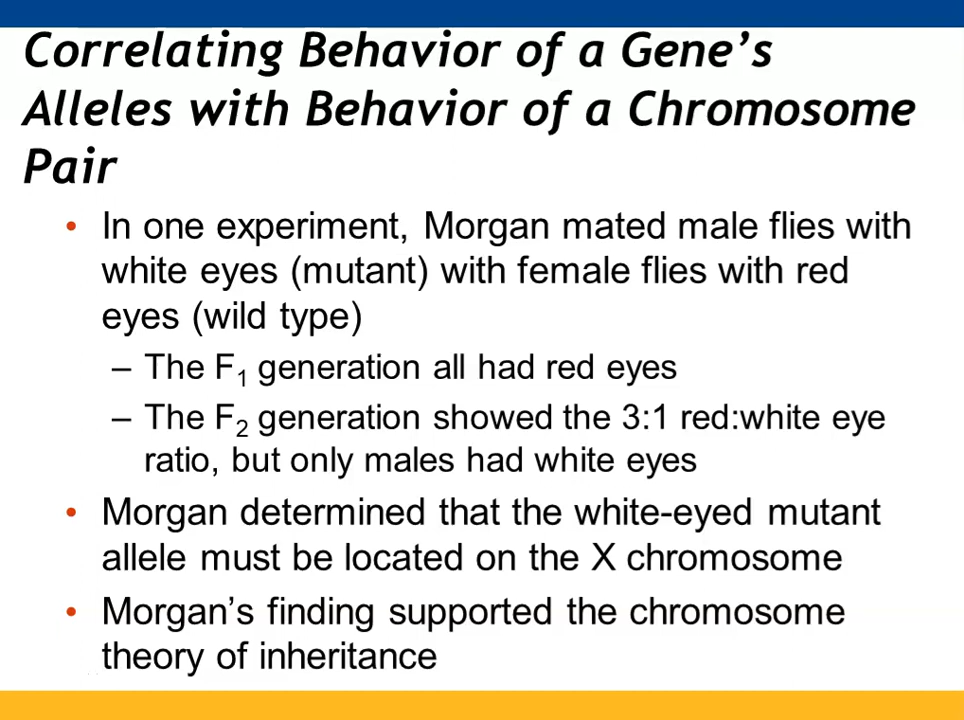 Correlating Behavior of a Gene’s
Alleles with Behavior of a Chromosome
Pair
• In one experiment, Morgan mated male flies with
white eyes (mutant) with female flies with red
eyes (wild type)
– The F₁ generation all had red eyes
– The F₂ generation showed the 3:1 red:white eye
ratio, but only males had white eyes
• Morgan determined that the white-eyed mutant
allele must be located on the X chromosome
• Morgan’s finding supported the chromosome
theory of inheritance